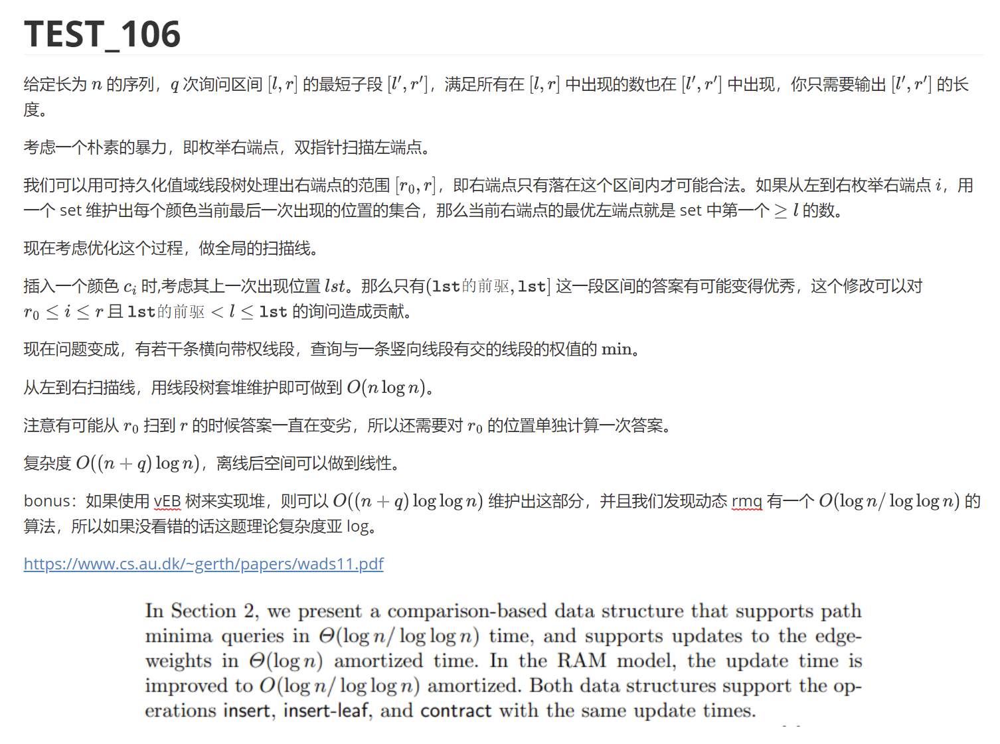 TEST_106
给定长为 n 的序列，q 次询问区间 [l, r] 的最短子段 [l′, r′]，满足所有在 [l, r] 中出现的数也在 [l′, r′] 中出现，你只需要输出 [l′, r′] 的长
度。
考虑一个朴素的暴力，即枚举右端点，双指针扫描左端点。
我们可以用可持久化值域线段树处理出右端点的范围 [r₀, r]，即右端点只有落在这个区间内才可能合法。如果从左到右枚举右端点 i，用
一个 set 维护出每个颜色当前最后一次出现的位置的集合，那么当前右端点的最优左端点就是 set 中第一个 ≥ l 的数。
现在考虑优化这个过程，做全局的扫描线。
插入一个颜色 cᵢ 时,考虑其上一次出现位置 lst。那么只有(lst的前驱, lst] 这一段区间的答案有可能变得优秀，这个修改可以对
r₀ ≤ i ≤ r 且 lst的前驱 < l ≤ lst 的询问造成贡献。
现在问题变成，有若干条横向带权线段，查询与一条竖向线段有交的线段的权值的 min。
从左到右扫描线，用线段树套堆维护即可做到 O(n log n)。
注意有可能从 r₀ 扫到 r 的时候答案一直在变劣，所以还需要对 r₀ 的位置单独计算一次答案。
复杂度 O((n + q) log n)，离线后空间可以做到线性。
bonus：如果使用 vEB 树来实现堆，则可以 O((n + q) log log n) 维护出这部分，并且我们发现动态 rmq 有一个 O(log n/ log log n) 的
算法，所以如果没看错的话这题理论复杂度亚 log。
https://www.cs.au.dk/~gerth/papers/wads11.pdf
In Section 2, we present a comparison-based data structure that supports path
minima queries in Θ(log n/ log log n) time, and supports updates to the edge-
weights in Θ(log n) amortized time. In the RAM model, the update time is
improved to O(log n/ log log n) amortized. Both data structures support the op-
erations insert, insert-leaf, and contract with the same update times.